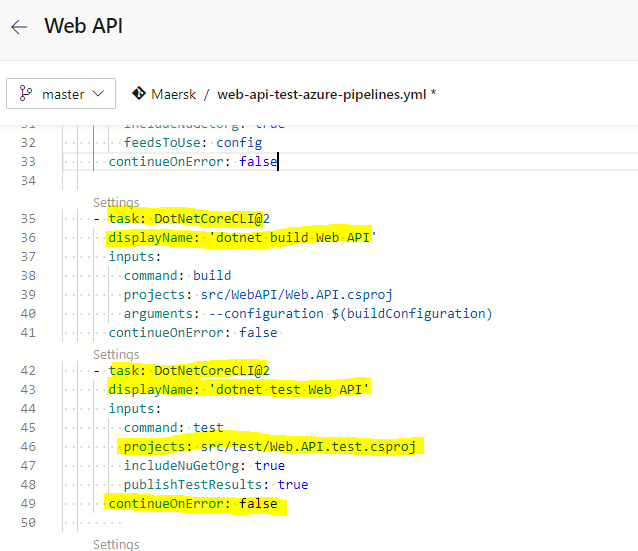 Web API
master
Maersk / web-api-test-azure-pipelines.yml *
31 includeNugetOrg: true
32 feedsToUse: config
33 continueOnError: false
34
Settings
35 - task: DotNetCoreCLI@2
36 displayName: 'dotnet build Web API'
37 inputs:
38 command: build
39 projects: src/WebAPI/Web.API.csproj
40 arguments: --configuration $(buildConfiguration)
41 continueOnError: false
Settings
42 - task: DotNetCoreCLI@2
43 displayName: 'dotnet test Web API'
44 inputs:
45 command: test
46 projects: src/test/Web.API.test.csproj
47 includeNuGetOrg: true
48 publishTestResults: true
49 continueOnError: false
50
Settings